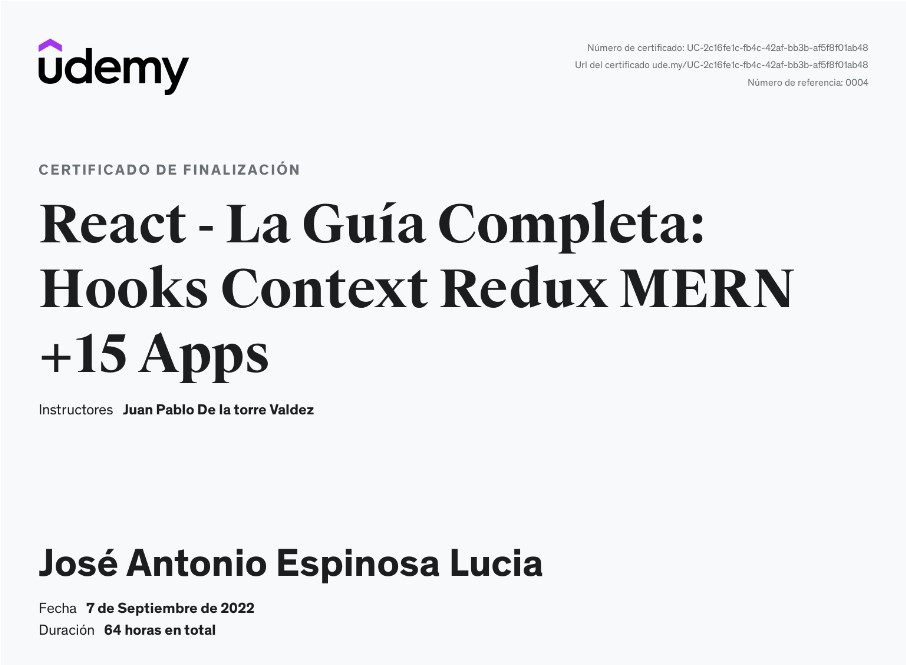 udemy
Número de certificado: UC-2c16fe1c-fb4c-42af-bb3b-af5f8f01ab48
Url del certificado ude.my/UC-2c16fe1c-fb4c-42af-bb3b-af5f8f01ab48
Número de referencia: 0004
CERTIFICADO DE FINALIZACIÓN
React - La Guía Completa:
Hooks Context Redux MERN
+15 Apps
Instructores Juan Pablo De la torre Valdez
José Antonio Espinosa Lucia
Fecha 7 de Septiembre de 2022
Duración 64 horas en total